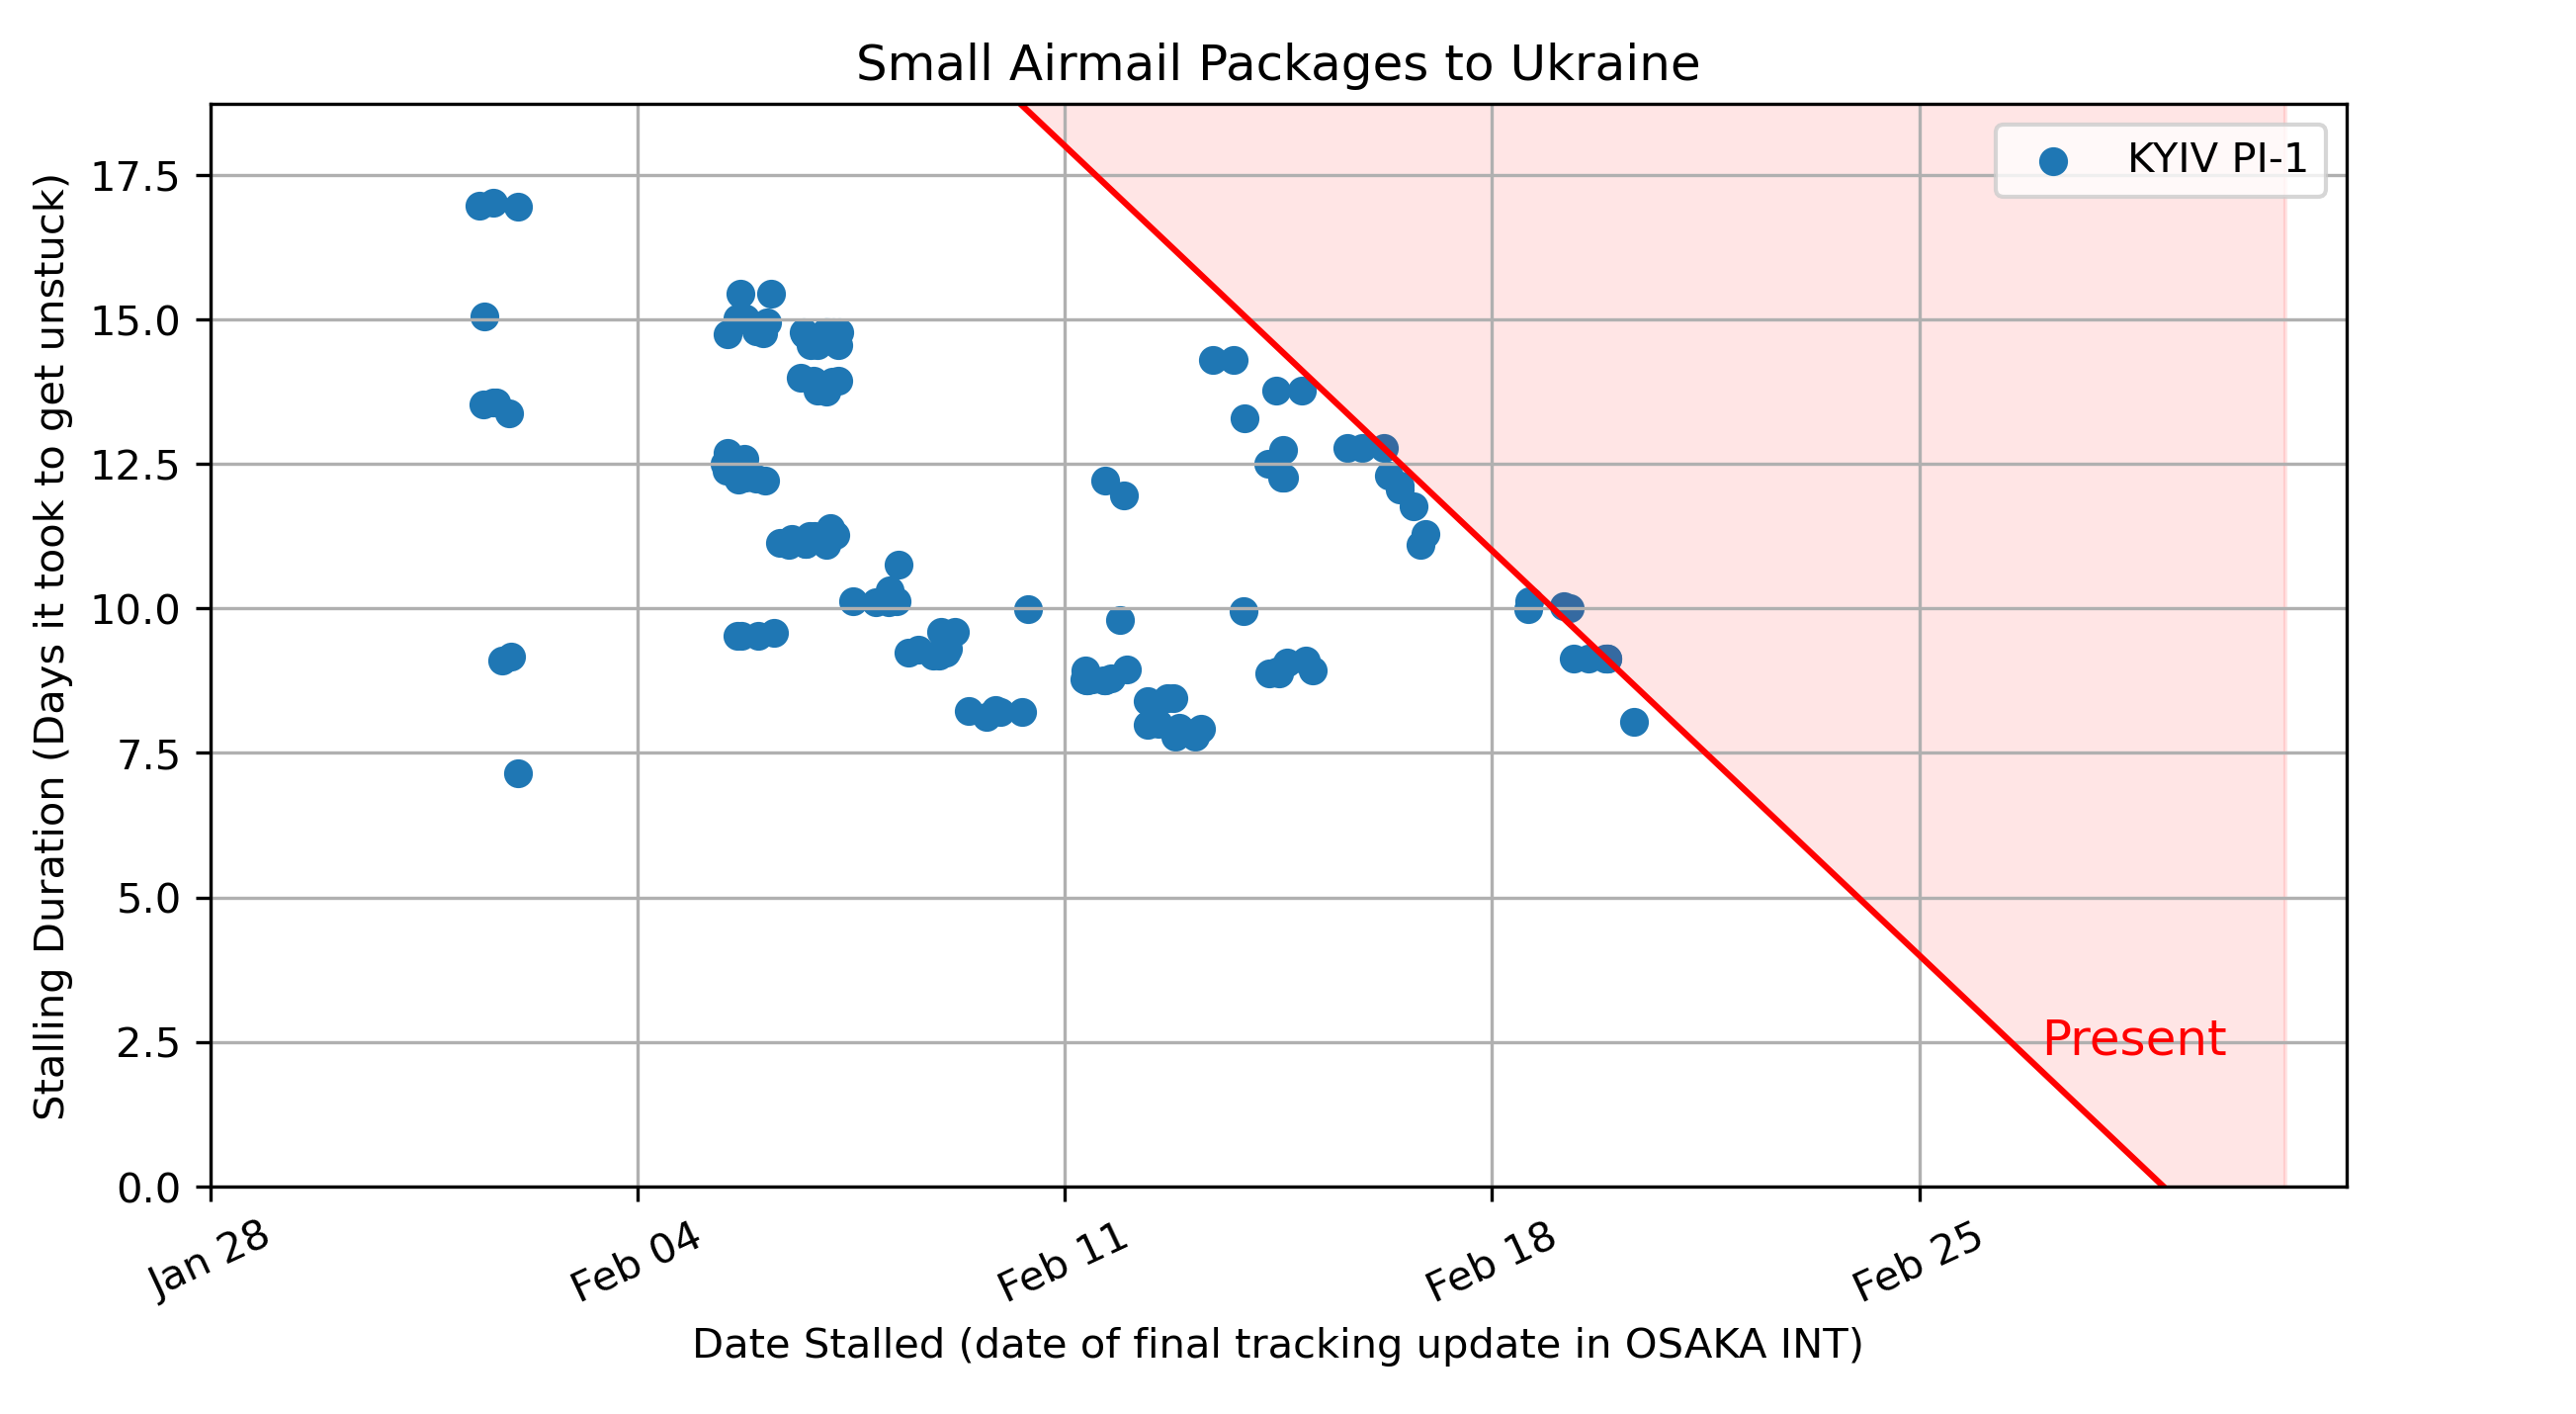 Small Airmail Packages to Ukraine
KYIV PI-1
Stalling Duration (Days it took to get unstuck)
17.5
15.0
12.5
10.0
7.5
5.0
2.5
0.0
Present
Jan 28
Feb 04
Feb 11
Feb 18
Feb 25
Date Stalled (date of final tracking update in OSAKA INT)